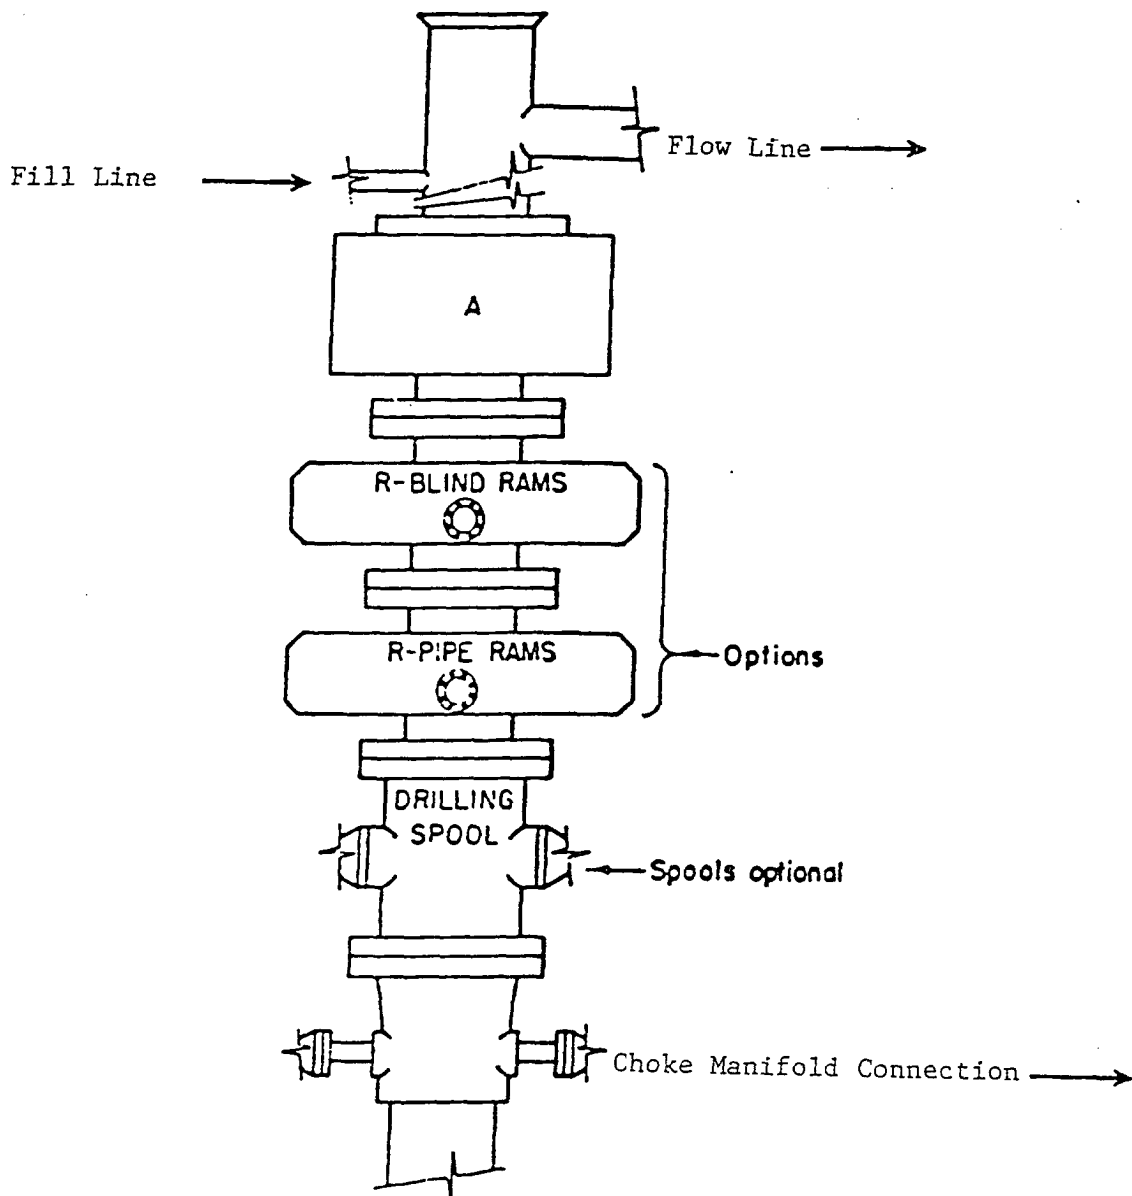 Flow Line
Fill Line
A
R-BLIND RAMS
R-PIPE RAMS
Options
DRILLING
SPOOL
Spools optional
Choke Manifold Connection